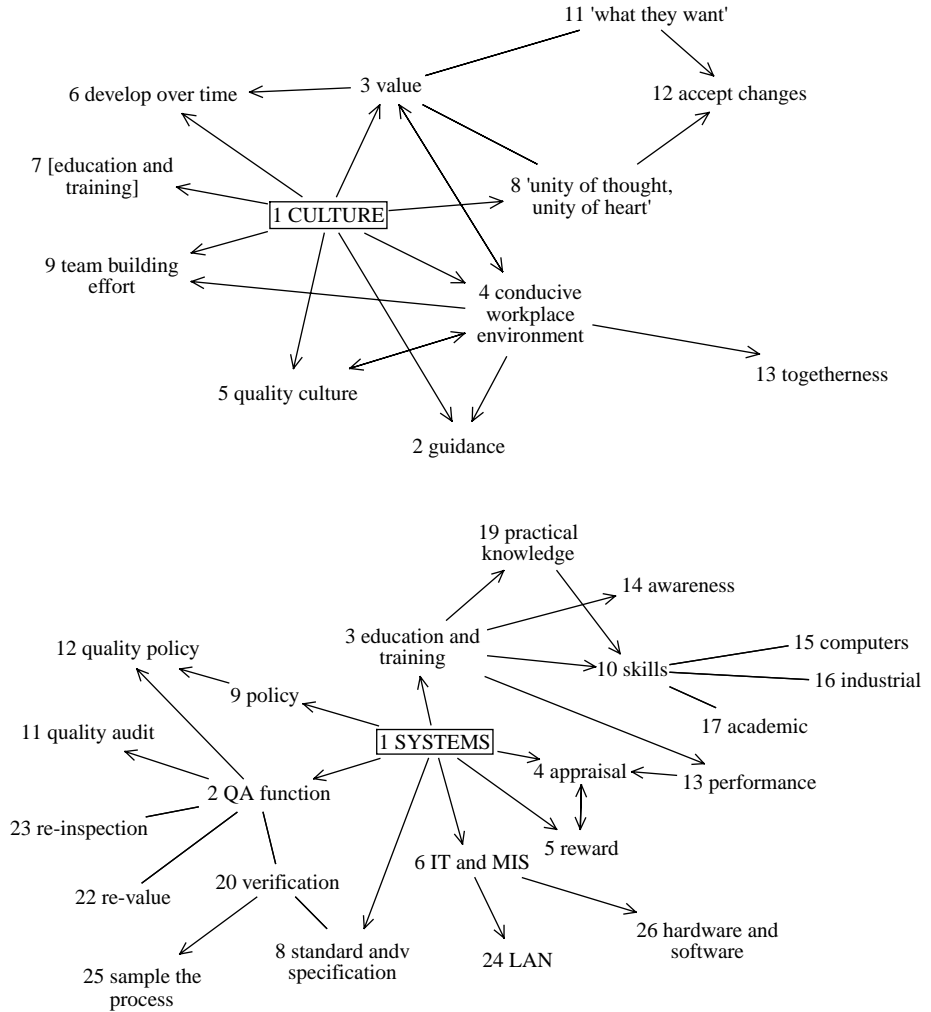 11 'what they want'
3 value
6 develop over time
12 accept changes
7 [education and
training]
8 'unity of thought,
unity of heart'
1 CULTURE
9 team building
effort
4 conducive
workplace
environment
13 togetherness
5 quality culture
2 guidance
19 practical
knowledge
14 awareness
3 education and
training
12 quality policy
15 computers
10 skills
16 industrial
9 policy
17 academic
11 quality audit
1 SYSTEMS
4 appraisal
13 performance
2 QA function
23 re-inspection
5 reward
6 IT and MIS
20 verification
22 re-value
26 hardware and
software
8 standard andv
specification
24 LAN
25 sample the
process